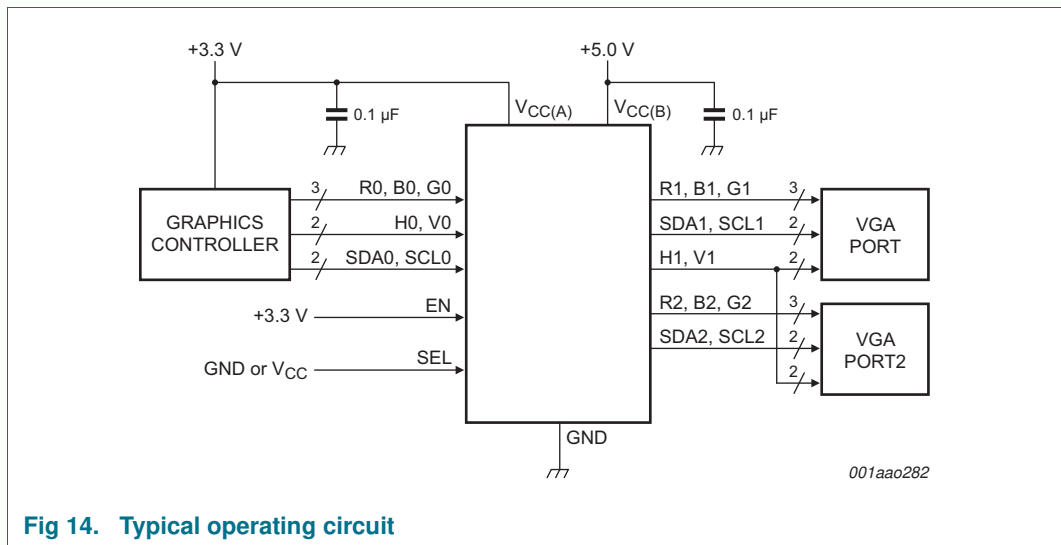 +3.3 V
+5.0 V
0.1 µF
VCC(A)
VCC(B)
0.1 µF
GRAPHICS
CONTROLLER
3
R0, B0, G0
2
H0, V0
2
SDA0, SCL0
+3.3 V
EN
GND or VCC
SEL
R1, B1, G1
3
SDA1, SCL1
2
H1, V1
2
VGA
PORT
R2, B2, G2
3
SDA2, SCL2
2
2
VGA
PORT2
GND
001aao282
Fig 14. Typical operating circuit